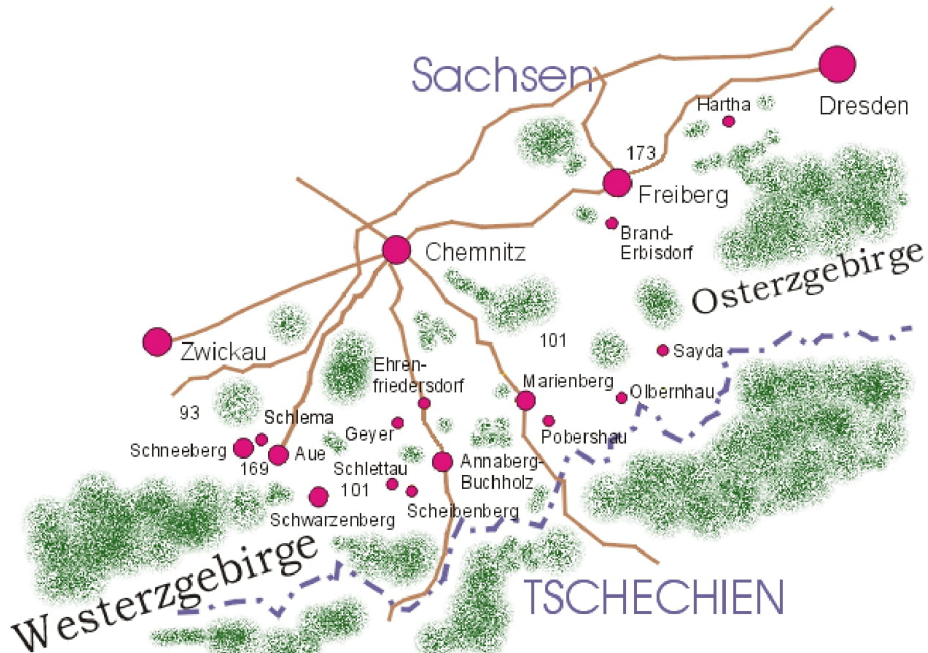 Sachsen
Dresden
Hartha
173
Freiberg
Brand-
Erbisdorf
Chemnitz
Osterzgebirge
101
Zwickau
Sayda
Ehren-
friedersdorf
Marienberg
Olbernhau
93
Schlema
Geyer
Pobershau
Schneeberg
Aue
169
Schlettau
Annaberg-
Buchholz
101
Schwarzenberg
Scheibenberg
Westerzgebirge
TSCHECHIEN